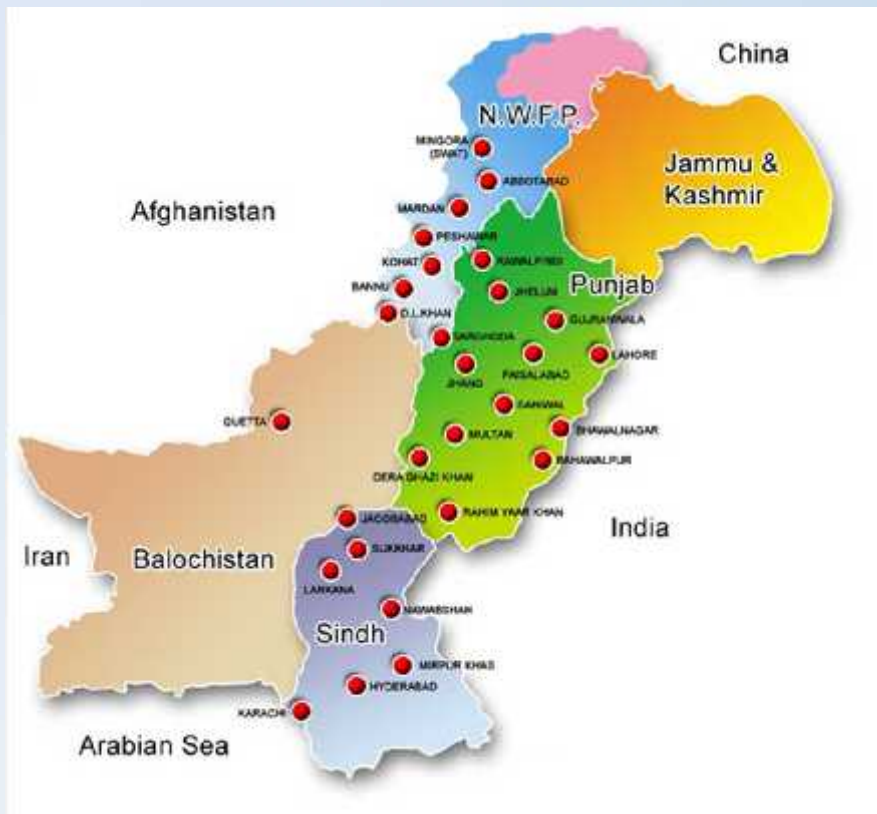 China
N.W.F.P.
MINGORA
(SWAT)
ABBOTABAD
Jammu &
Kashmir
Afghanistan
MARDAN
PESHAWAR
KOHAT
RAWALPINDI
BANNU
Punjab
JHELUM
D.I.KHAN
GUJRANWALA
SARGHODA
LAHORE
JHANG
FAISALABAD
SAHIWAL
QUETTA
BHAWALNAGAR
MULTAN
BAHAWALPUR
DERA GHAZI KHAN
RAHIM YAAR KHAN
JACOBABAD
India
Iran
Balochistan
SUKKHAR
LARKANA
NAWABSHAH
Sindh
MIRPUR KHAS
HYDERABAD
KARACHI
Arabian Sea